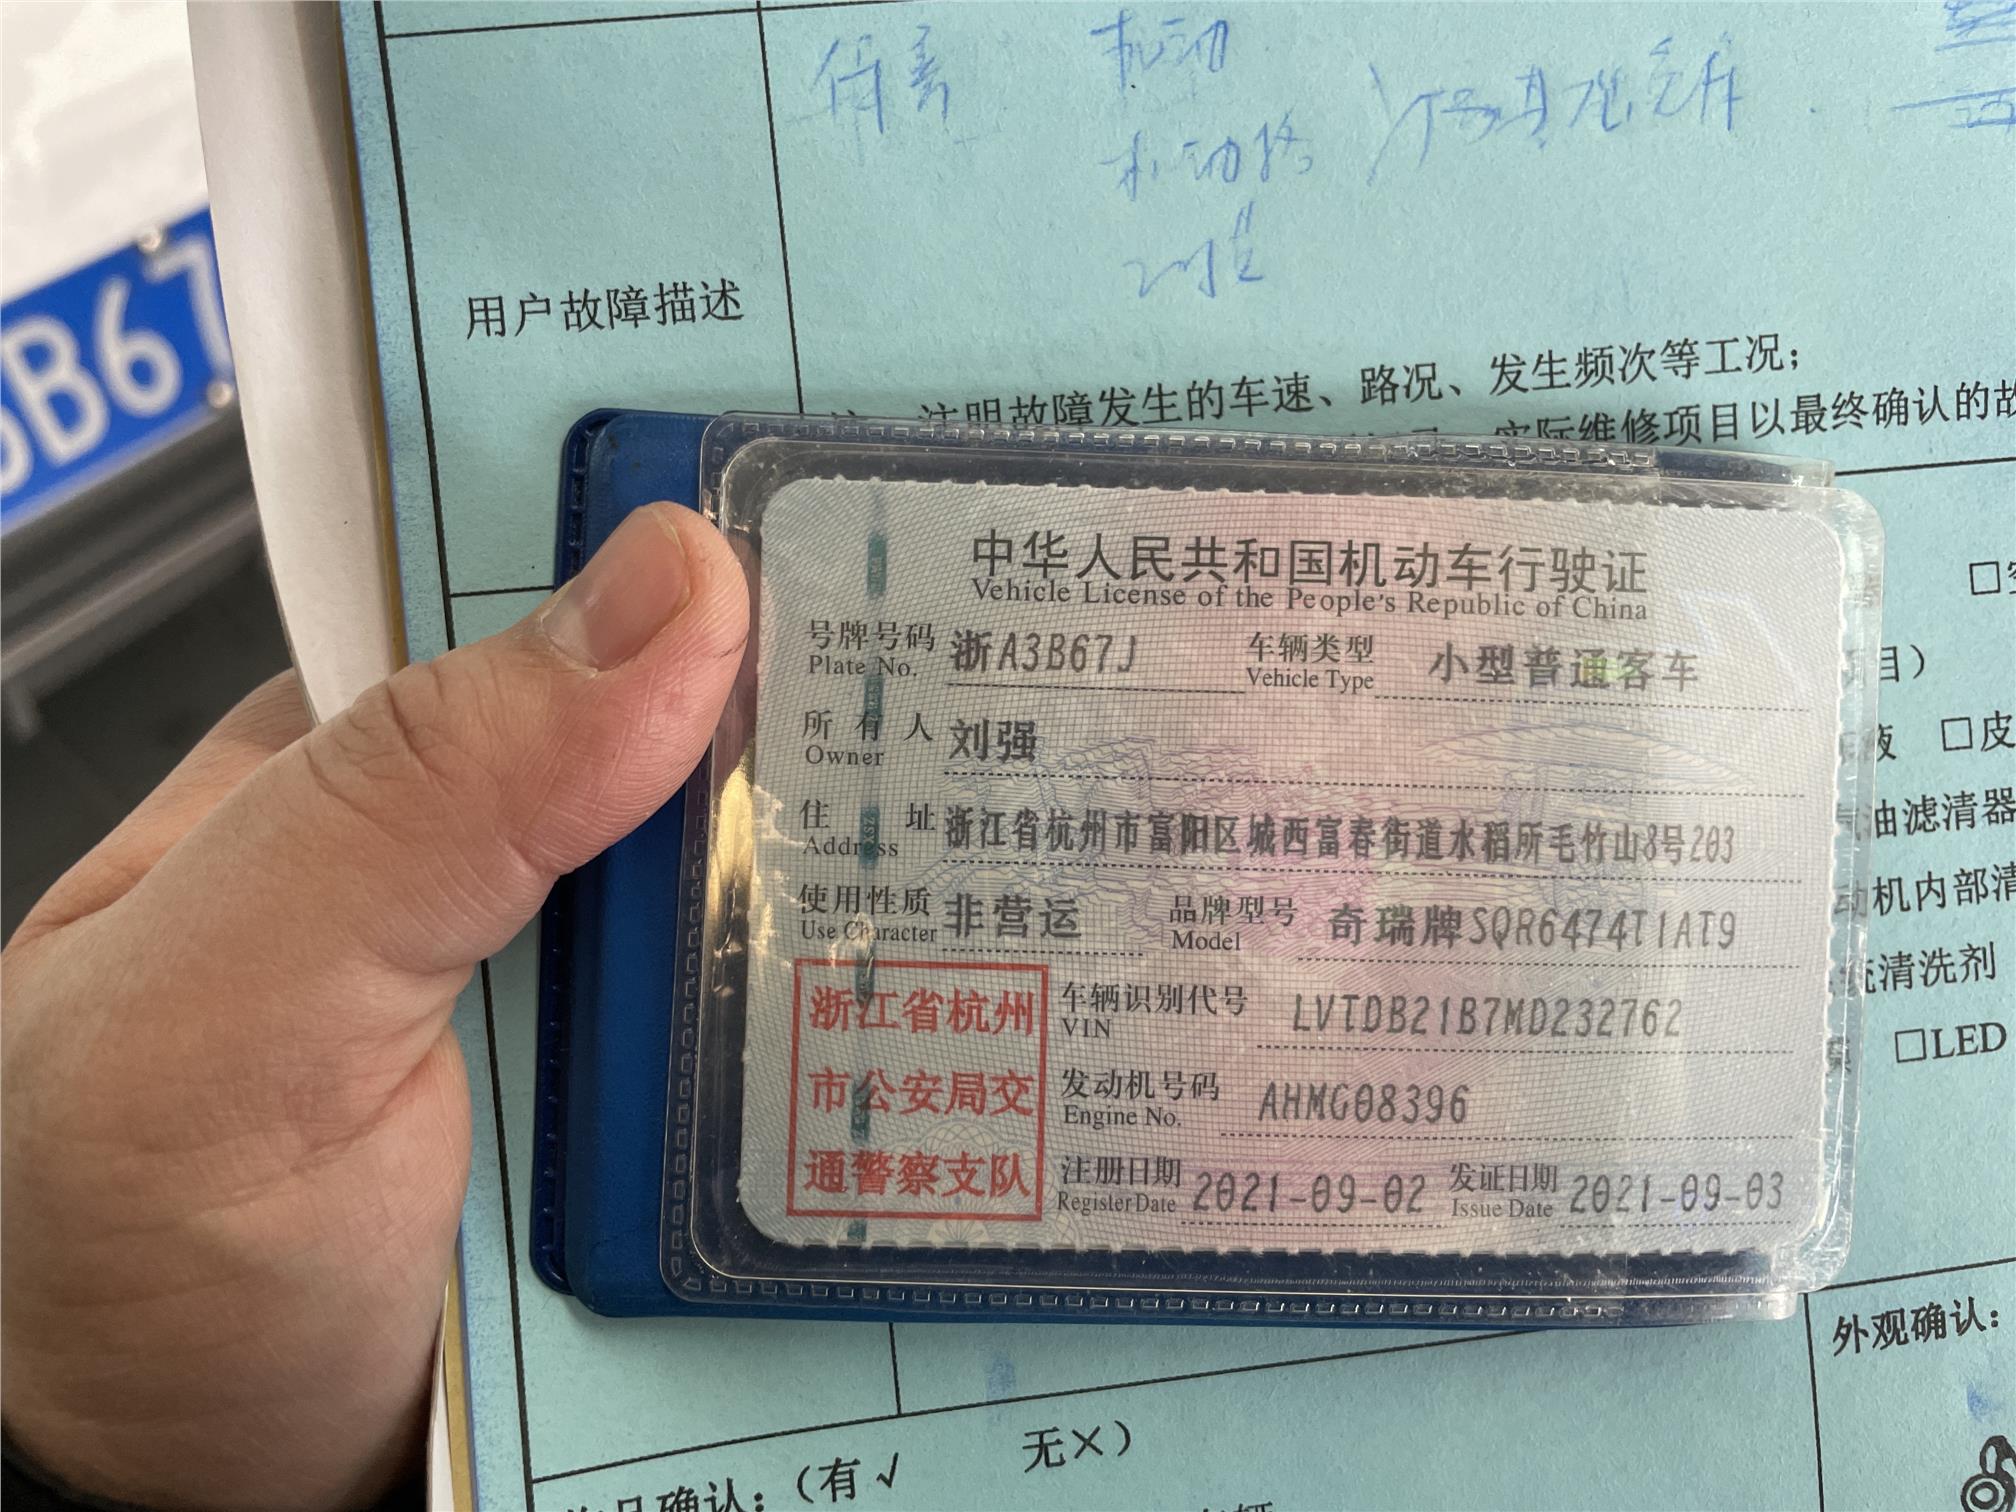 机动
机动格
用户故障描述
注明故障发生的车速、路况、发生频次等工况；
实际维修项目以最终确认的故
B67
中华人民共和国机动车行驶证
Vehicle License of the People's Republic of China
号牌号码 浙A3B67J 车辆类型 小型普通客车
Plate No. Vehicle Type
所有人 刘强
Owner
住址 浙江省杭州市富阳区城西富春街道水稻所毛竹山8号203
Address
使用性质 非营运 品牌型号 奇瑞牌SQR6474T1AT9
Use Character Model
浙江省杭州
市公安局交
通警察支队
车辆识别代号 LVTDB21B7MD232762
VIN
发动机号码 AHMG08396
Engine No.
注册日期 2021-09-02 发证日期 2021-09-03
Register Date Issue Date
目）
液 □皮
油滤清器
动机内部清
统清洗剂
□LED
外观确认：
品确认：（有√ 无×）